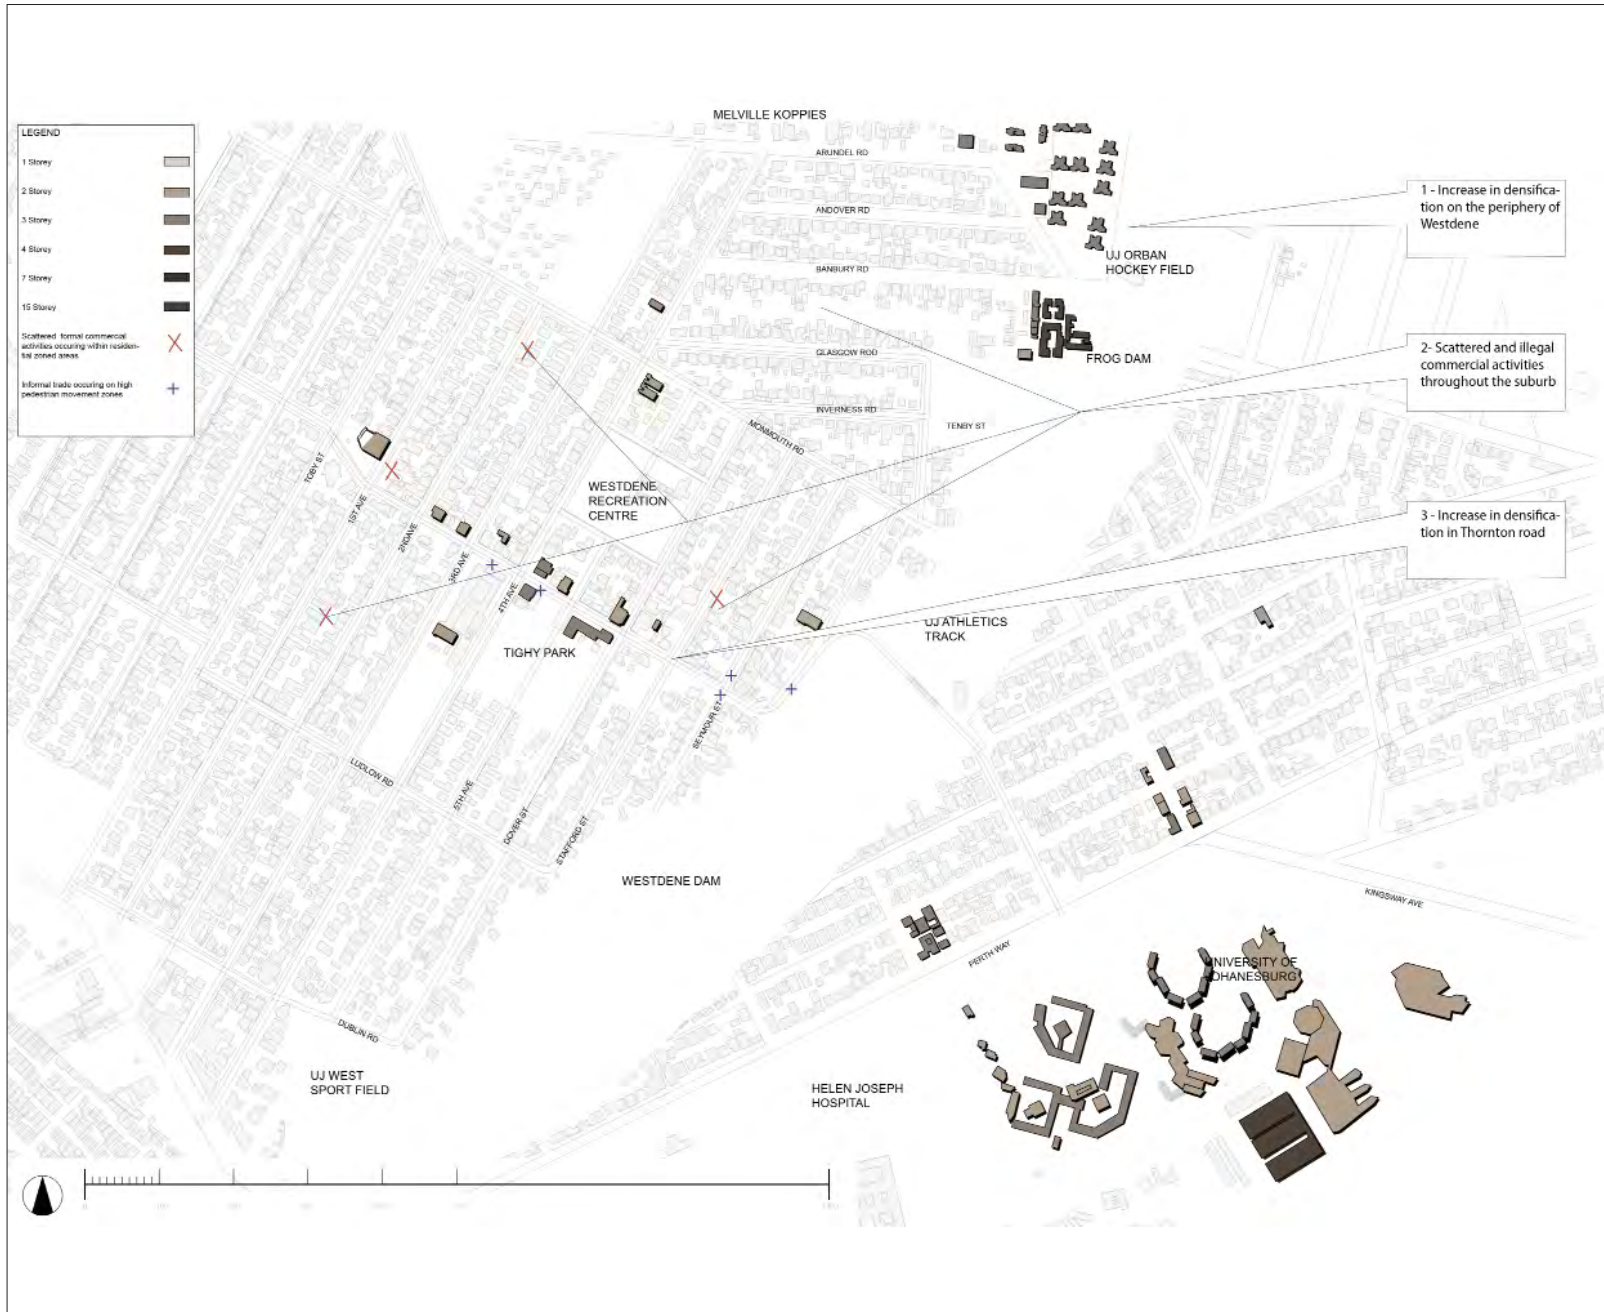 MELVILLE KOPPIES
LEGEND
1 Storey
2 Storey
3 Storey
4 Storey
7 Storey
15 Storey
Scattered formal commercial
activities occuring within residen-
tial zoned areas
Informal trade occuring on high
pedestrian movement zones
ARUNDEL RD
ANDOVER RD
BANBURY RD
GLASGOW ROD
INVERNESS RD
TENBY ST
MONMOUTH RD
UJ ORBAN
HOCKEY FIELD
FROG DAM
1 - Increase in densifica-
tion on the periphery of
Westdene
2- Scattered and illegal
commercial activities
throughout the suburb
3 - Increase in densifica-
tion in Thornton road
WESTDENE
RECREATION
CENTRE
TOBY ST
1ST AVE
2NDAVE
3RD AVE
4TH AVE
TIGHY PARK
UJ ATHLETICS
TRACK
SEYMOUR ST
LUDLOW RD
5TH AVE
DOVER ST
STAFFORD ST
WESTDENE DAM
KINGSWAY AVE
PERTH WAY
UNIVERSITY OF
OHANESBURG
DUBLIN RD
UJ WEST
SPORT FIELD
HELEN JOSEPH
HOSPITAL